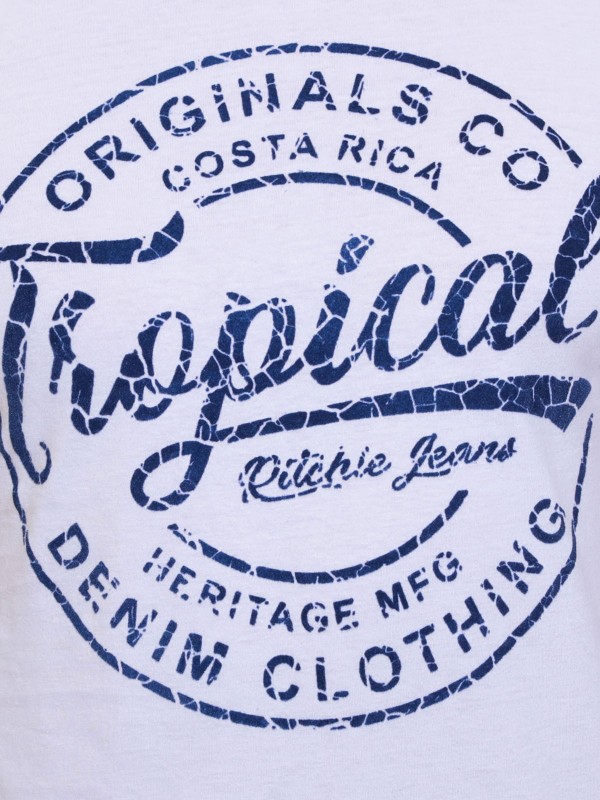 ORIGINALS CO
COSTA RICA
Tropical
Ritchie Jeans
HERITAGE MFG
DENIM CLOTHING